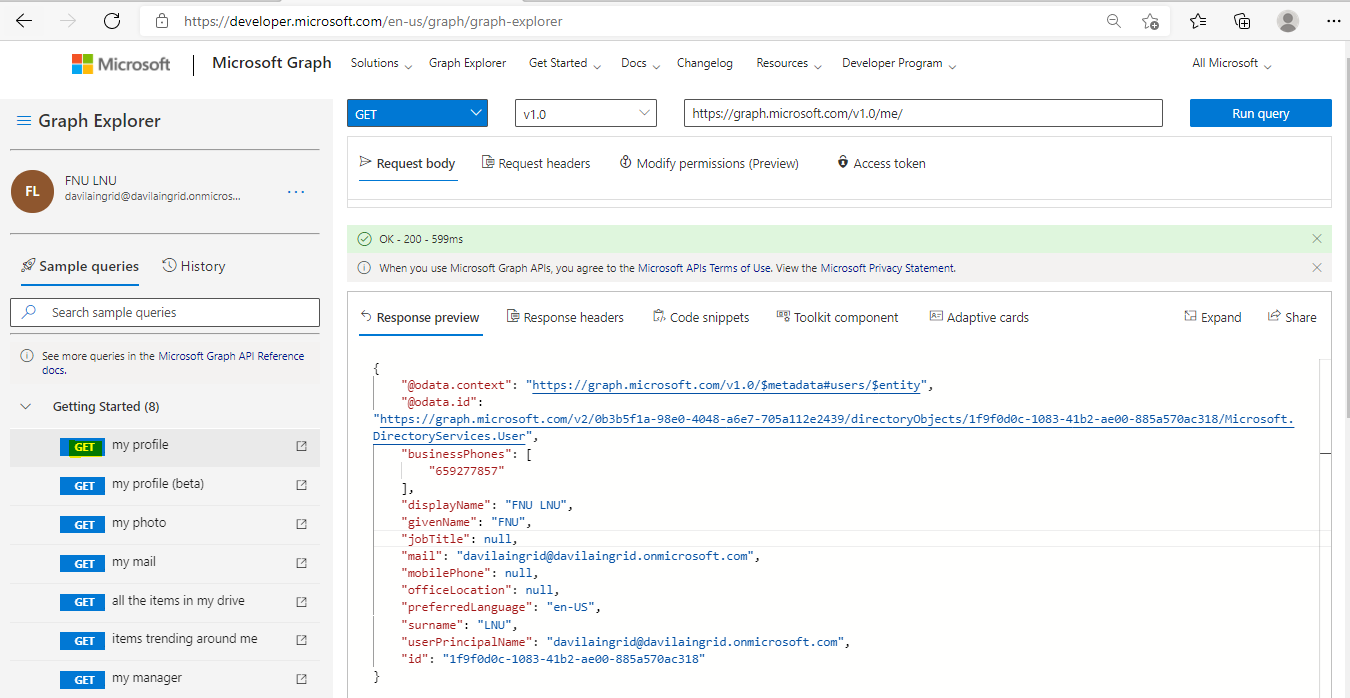 https://developer.microsoft.com/en-us/graph/graph-explorer
Microsoft | Microsoft Graph Solutions Graph Explorer Get Started Docs Changelog Resources Developer Program All Microsoft
Graph Explorer
FL
FNU LNU
davilaingrid@davilaingrid.onmicros...
...
Sample queries History
Search sample queries
See more queries in the Microsoft Graph API Reference
docs.
Getting Started (8)
GET my profile
GET my profile (beta)
GET my photo
GET my mail
GET all the items in my drive
GET items trending around me
GET my manager
GET v1.0 https://graph.microsoft.com/v1.0/me/ Run query
Request body Request headers Modify permissions (Preview) Access token
OK - 200 - 599ms
When you use Microsoft Graph APIs, you agree to the Microsoft APIs Terms of Use. View the Microsoft Privacy Statement.
Response preview Response headers Code snippets Toolkit component Adaptive cards Expand Share
{
"@odata.context": "https://graph.microsoft.com/v1.0/$metadata#users/$entity",
"@odata.id":
"https://graph.microsoft.com/v2/0b3b5f1a-98e0-4048-a6e7-705a112e2439/directoryObjects/1f9f0d0c-1083-41b2-ae00-885a570ac318/Microsoft.
DirectoryServices.User",
"businessPhones": [
"659277857"
],
"displayName": "FNU LNU",
"givenName": "FNU",
"jobTitle": null,
"mail": "davilaingrid@davilaingrid.onmicrosoft.com",
"mobilePhone": null,
"officeLocation": null,
"preferredLanguage": "en-US",
"surname": "LNU",
"userPrincipalName": "davilaingrid@davilaingrid.onmicrosoft.com",
"id": "1f9f0d0c-1083-41b2-ae00-885a570ac318"
}